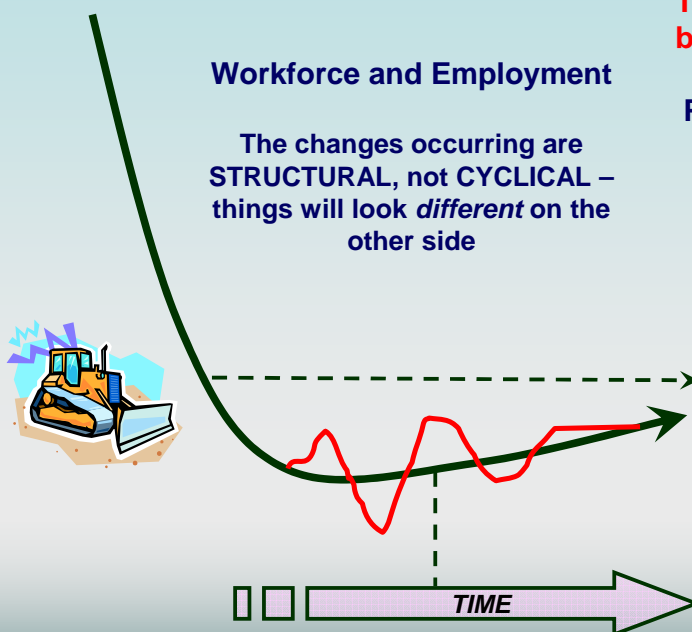 Workforce and Employment
The changes occurring are
STRUCTURAL, not CYCLICAL –
things will look different on the
other side
TIME